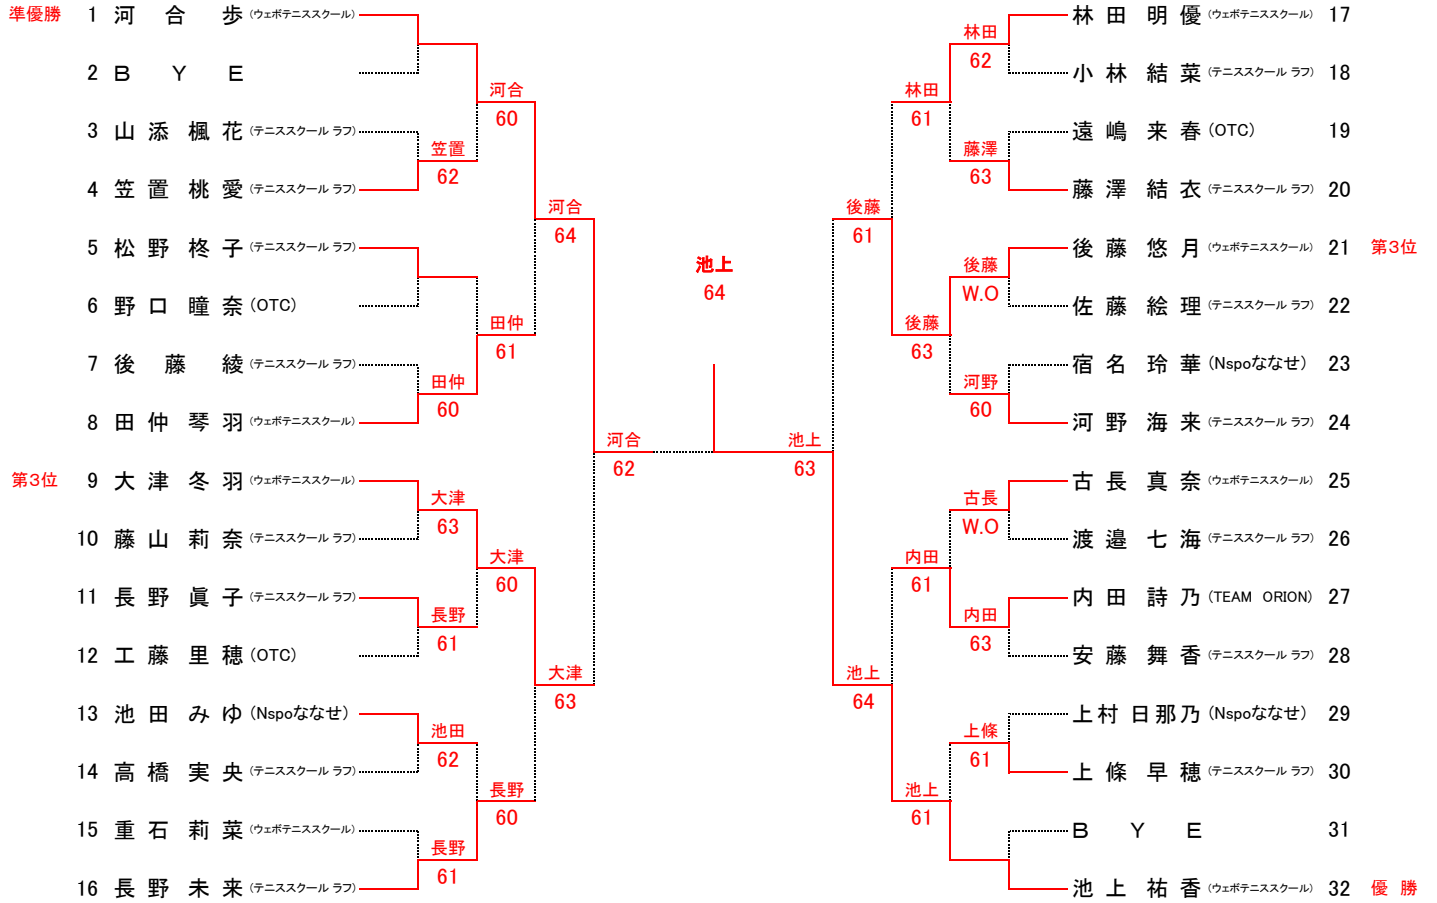 準優勝 1 河 合 歩 (ウェボテニススクール)
2 B Y E
河合
60
3 山 添 楓 花 (テニススクール ラフ)
笠置
62
4 笠 置 桃 愛 (テニススクール ラフ)
河合
64
5 松 野 柊 子 (テニススクール ラフ)
6 野 口 瞳 奈 (OTC)
田仲
61
7 後 藤 綾 (テニススクール ラフ)
田仲
60
8 田 仲 琴 羽 (ウェボテニススクール)
河合
62
第3位 9 大 津 冬 羽 (ウェボテニススクール)
大津
63
10 藤 山 莉 奈 (テニススクール ラフ)
大津
60
11 長 野 眞 子 (テニススクール ラフ)
長野
61
12 工 藤 里 穂 (OTC)
大津
63
13 池 田 み ゆ (Nspoななせ)
池田
62
14 高 橋 実 央 (テニススクール ラフ)
長野
60
15 重 石 莉 菜 (ウェボテニススクール)
長野
61
16 長 野 未 来 (テニススクール ラフ)
池上
64
林 田 明 優 (ウェボテニススクール) 17
林田
62
小 林 結 菜 (テニススクール ラフ) 18
林田
61
遠 嶋 来 春 (OTC) 19
藤澤
63
藤 澤 結 衣 (テニススクール ラフ) 20
後藤
61
後 藤 悠 月 (ウェボテニススクール) 21 第3位
後藤
W.O
佐 藤 絵 理 (テニススクール ラフ) 22
後藤
63
宿 名 玲 華 (Nspoななせ) 23
河野
60
河 野 海 来 (テニススクール ラフ) 24
池上
63
古 長 真 奈 (ウェボテニススクール) 25
古長
W.O
渡 邉 七 海 (テニススクール ラフ) 26
内田
61
内 田 詩 乃 (TEAM ORION) 27
内田
63
安 藤 舞 香 (テニススクール ラフ) 28
池上
64
上村 日那乃 (Nspoななせ) 29
上條
61
上 條 早 穂 (テニススクール ラフ) 30
池上
61
B Y E 31
池 上 祐 香 (ウェボテニススクール) 32 優 勝